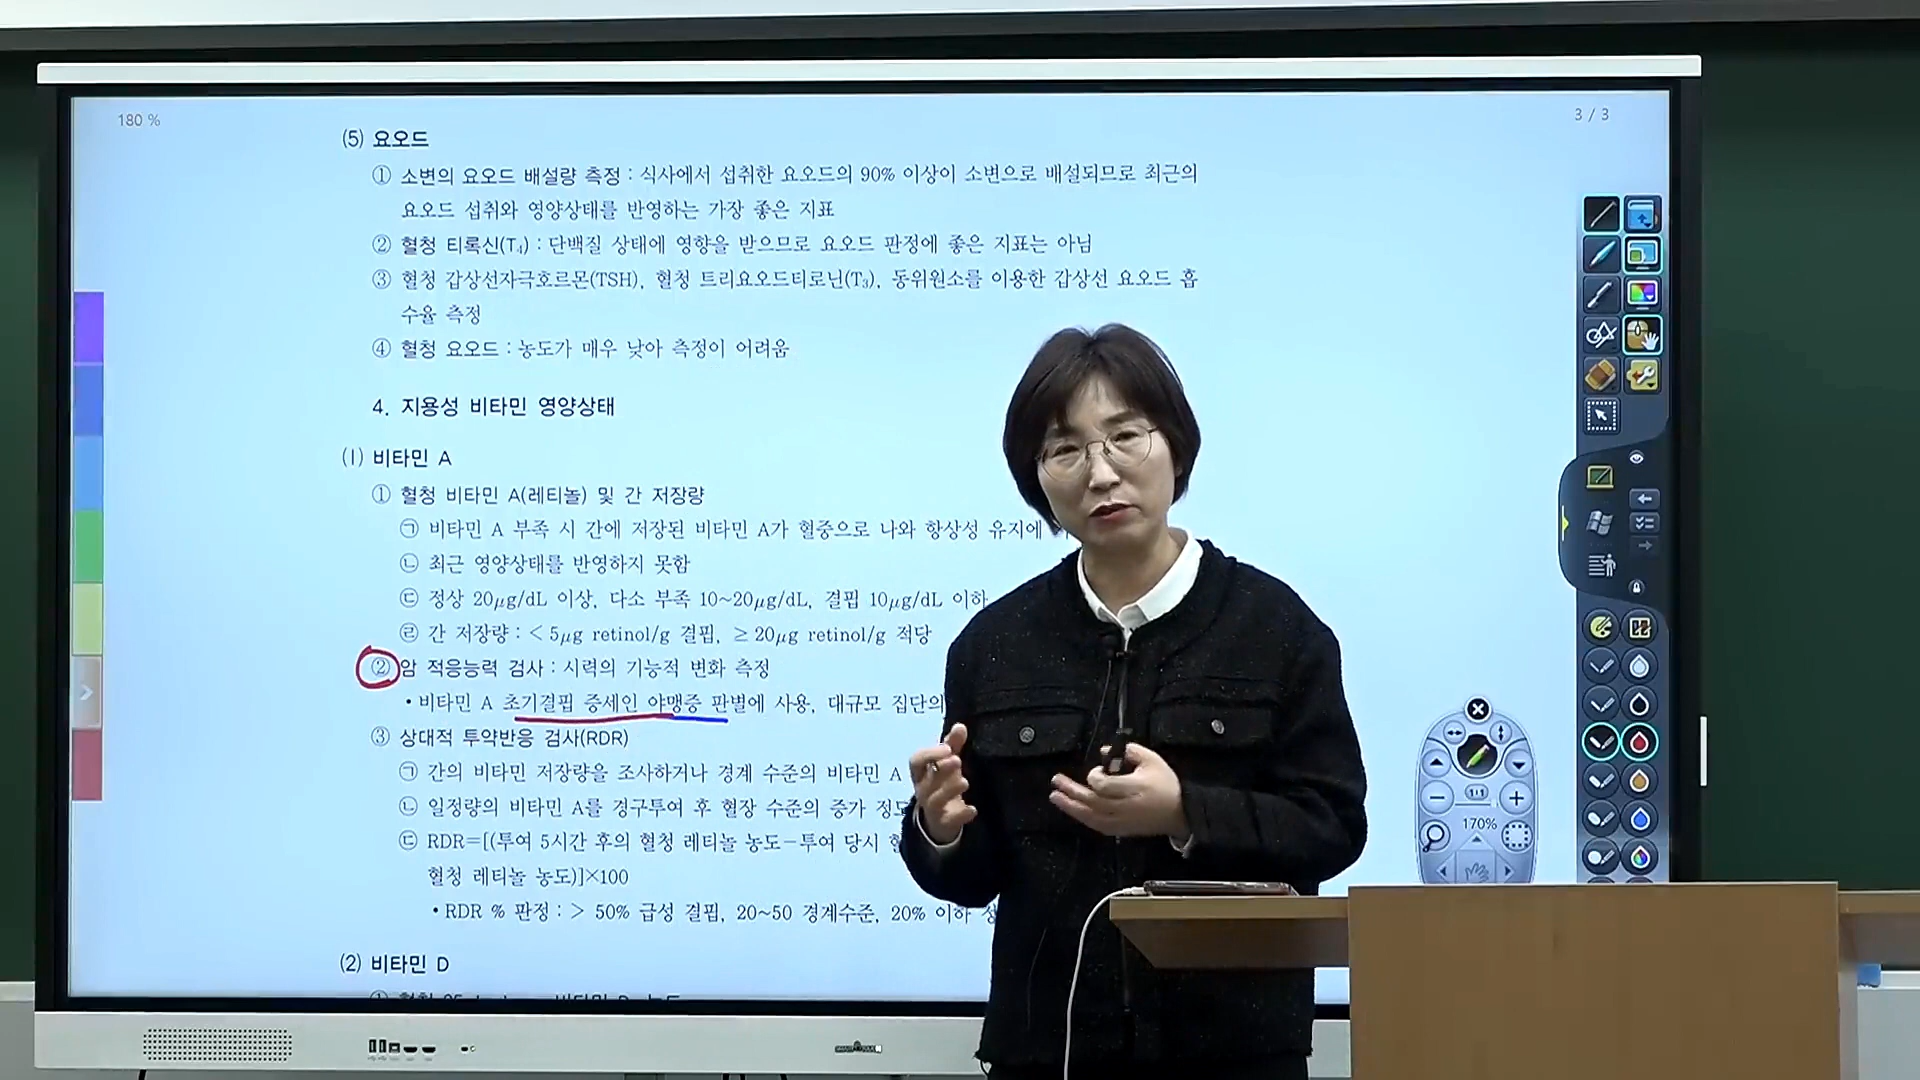 180 %
3 / 3
(5) 요오드
① 소변의 요오드 배설량 측정 : 식사에서 섭취한 요오드의 90% 이상이 소변으로 배설되므로 최근의
요오드 섭취와 영양상태를 반영하는 가장 좋은 지표
② 혈청 티록신(T₄) : 단백질 상태에 영향을 받으므로 요오드 판정에 좋은 지표는 아님
③ 혈청 갑상선자극호르몬(TSH), 혈청 트리요오드티로닌(T₃), 동위원소를 이용한 갑상선 요오드 흡
수율 측정
④ 혈청 요오드 : 농도가 매우 낮아 측정이 어려움
4. 지용성 비타민 영양상태
(1) 비타민 A
① 혈청 비타민 A(레티놀) 및 간 저장량
㉠ 비타민 A 부족 시 간에 저장된 비타민 A가 혈중으로 나와 항상성 유지에
㉡ 최근 영양상태를 반영하지 못함
㉢ 정상 20μg/dL 이상, 다소 부족 10~20μg/dL, 결핍 10μg/dL 이하
㉣ 간 저장량 : < 5μg retinol/g 결핍, ≥ 20μg retinol/g 적당
② 암 적응능력 검사 : 시력의 기능적 변화 측정
• 비타민 A 초기결핍 증세인 야맹증 판별에 사용, 대규모 집단의
③ 상대적 투약반응 검사(RDR)
㉠ 간의 비타민 저장량을 조사하거나 경계 수준의 비타민 A
㉡ 일정량의 비타민 A를 경구투여 후 혈장 수준의 증가 정도
㉢ RDR=[(투여 5시간 후의 혈청 레티놀 농도-투여 당시
혈청 레티놀 농도)]×100
• RDR % 판정 : > 50% 급성 결핍, 20~50 경계수준, 20% 이하
(2) 비타민 D
170%